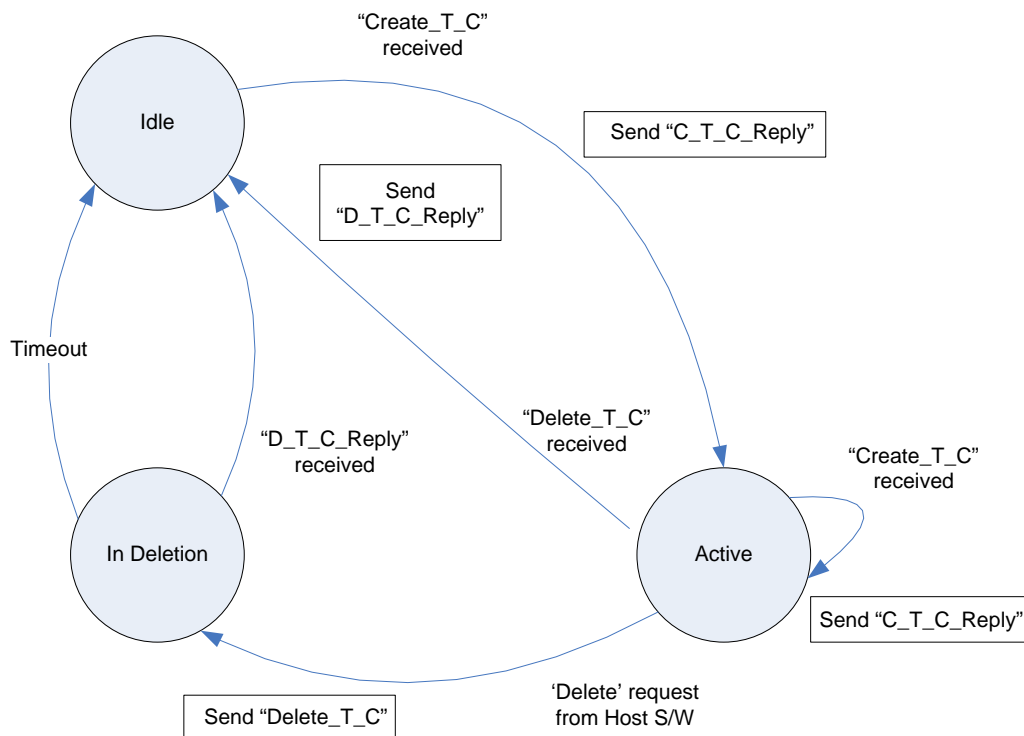 “Create_T_C”
received
Idle
Send “C_T_C_Reply”
Send
“D_T_C_Reply”
Timeout
“Delete_T_C”
received
“D_T_C_Reply”
received
“Create_T_C”
received
In Deletion
Active
Send “C_T_C_Reply”
Send “Delete_T_C”
‘Delete’ request
from Host S/W